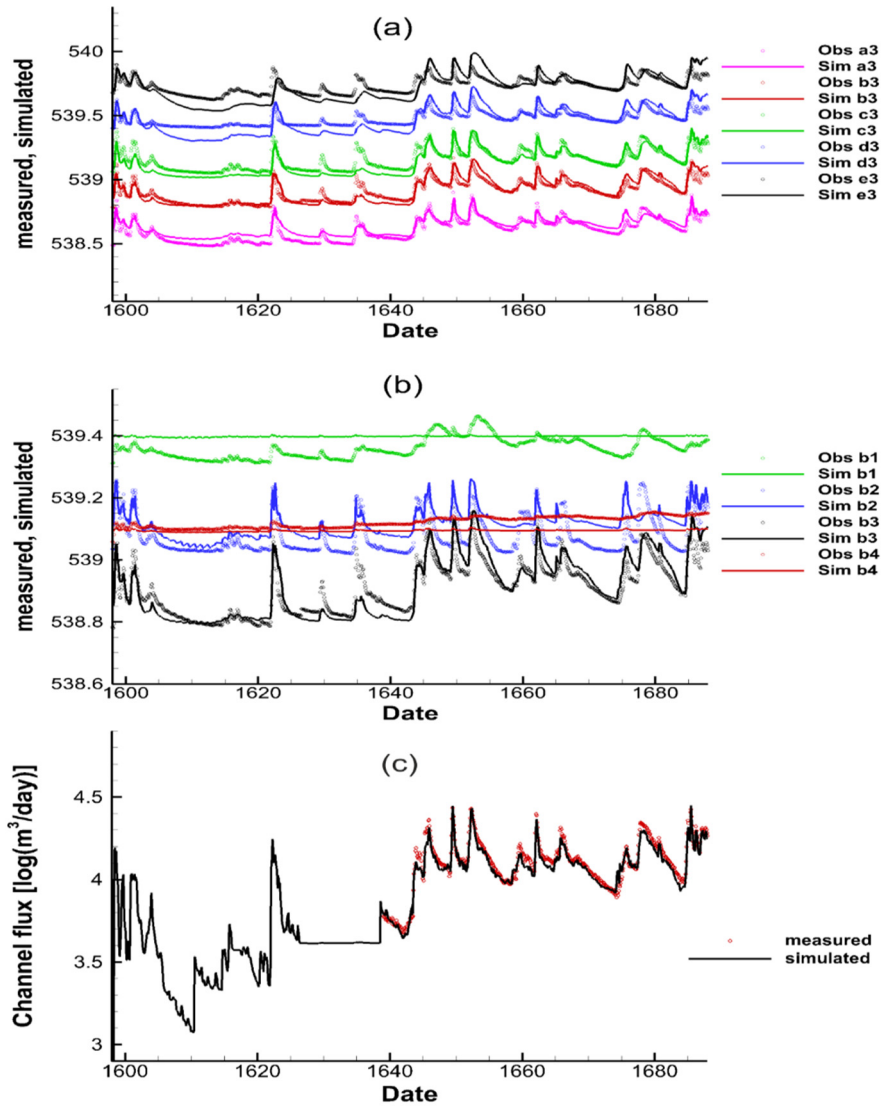 (a)
measured, simulated
540
539.5
539
538.5
1600
1620
1640
1660
1680
Date
Obs a3
Sim a3
Obs b3
Sim b3
Obs c3
Sim c3
Obs d3
Sim d3
Obs e3
Sim e3
(b)
measured, simulated
539.4
539.2
539
538.8
538.6
1600
1620
1640
1660
1680
Date
Obs b1
Sim b1
Obs b2
Sim b2
Obs b3
Sim b3
Obs b4
Sim b4
(c)
Channel flux [log(m³/day)]
4.5
4
3.5
3
1600
1620
1640
1660
1680
Date
measured
simulated